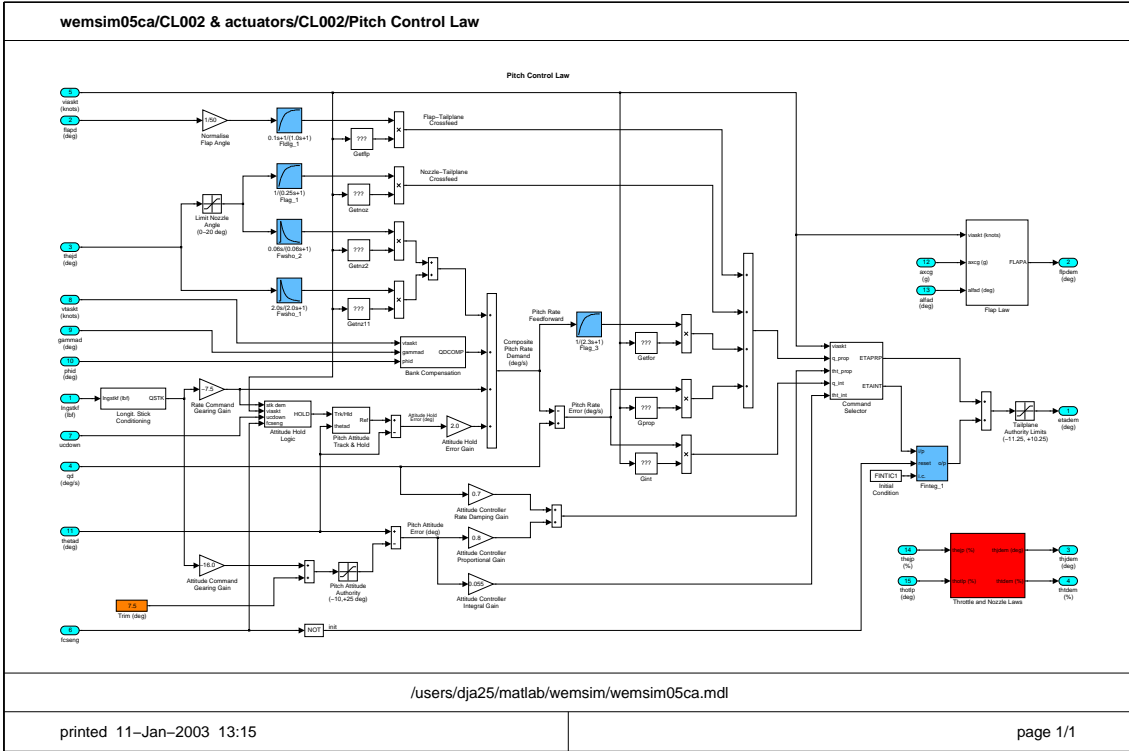 wemsim05ca/CL002 & actuators/CL002/Pitch Control Law
Pitch Control Law
5
viaskt
(knots)
2
flapd
(deg)
1/50
Normalise
Flap Angle
0.1s+1/(1.0s+1)
Fldlg_1
???
Getflp
x
Flap−Tailplane
Crossfeed
1/(0.25s+1)
Flag_1
???
Getnoz
x
Nozzle−Tailplane
Crossfeed
Limit Nozzle
Angle
(0−20 deg)
0.06s/(0.06s+1)
Fwsho_2
???
Getnz2
x
3
thejd
(deg)
2.0s/(2.0s+1)
Fwsho_1
???
Getnz11
x
8
vtaskt
(knots)
9
gammad
(deg)
10
phid
(deg)
vtaskt
gammad
phid
QDCOMP
Bank Compensation
1
lngstkf
(lbf)
lngstkf (lbf)
QSTK
Longit. Stick
Conditioning
−7.5
Rate Command
Gearing Gain
stk dem
viaskt
ucdown
fcseng
HOLD
Attitude Hold
Logic
Trk/Hld
thetad
Ref
Pitch Attitude
Track & Hold
Attitude Hold
Error (deg)
2.0
Attitude Hold
Error Gain
7
ucdown
4
qd
(deg/s)
Composite
Pitch Rate
Demand
(deg/s)
Pitch Rate
Feedforward
1/(2.3s+1)
Flag_3
???
Getfor
x
Pitch Rate
Error (deg/s)
???
Gprop
x
???
Gint
x
11
thetad
(deg)
Pitch Attitude
Error (deg)
0.7
Attitude Controller
Rate Damping Gain
0.8
Attitude Controller
Proportional Gain
0.055
Attitude Controller
Integral Gain
−16.0
Attitude Command
Gearing Gain
Pitch Attitude
Authority
(−10,+25 deg)
7.5
Trim (deg)
6
fcseng
NOT
init
viaskt
q_prop
tht_prop
q_int
tht_int
ETAPRP
ETAINT
Command
Selector
FINTIC1
Initial
Condition
i/p
reset
i.c.
o/p
Finteg_1
Tailplane
Authority Limits
(−11.25, +10.25)
1
etadem
(deg)
12
axcg
(g)
13
alfad
(deg)
viaskt (knots)
axcg (g)
alfad (deg)
FLAPA
Flap Law
2
flpdem
(deg)
14
thejp
(%)
15
thotlp
(deg)
thejp (%)
thotlp (%)
thjdem (deg)
thtdem (%)
Throttle and Nozzle Laws
3
thjdem
(deg)
4
thtdem
(%)
/users/dja25/matlab/wemsim/wemsim05ca.mdl
printed 11−Jan−2003 13:15
page 1/1